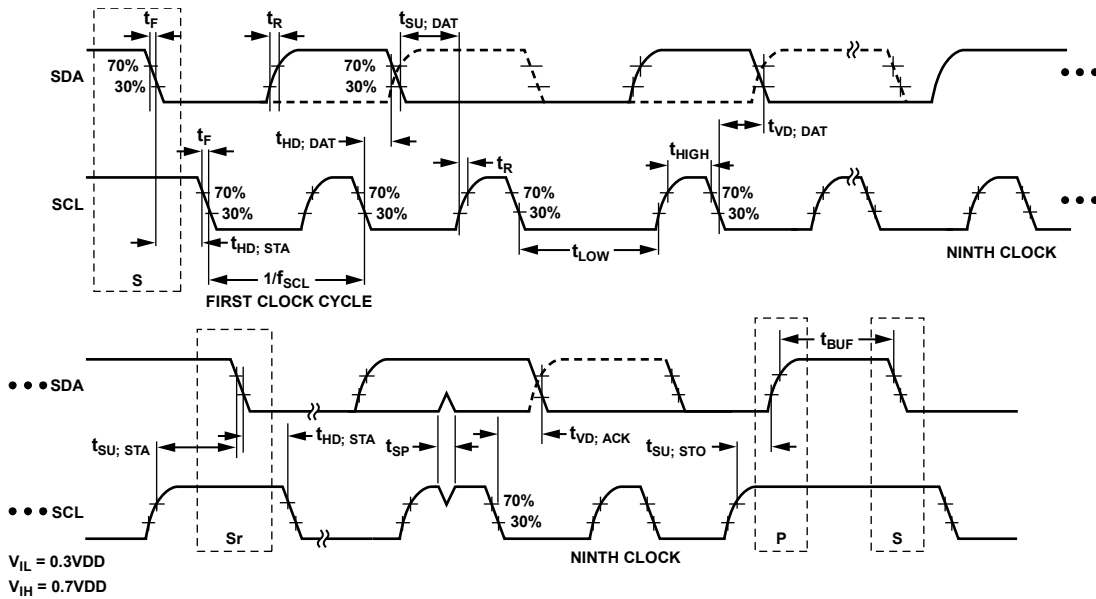 tF
tR
tSU; DAT
SDA
70%
30%
70%
30%
tF
tHD; DAT
tR
tHIGH
tVD; DAT
SCL
70%
30%
70%
30%
70%
30%
tHD; STA
tLOW
S
1/fSCL
FIRST CLOCK CYCLE
NINTH CLOCK
tBUF
SDA
tSU; STA
tHD; STA
tSP
tVD; ACK
tSU; STO
70%
30%
SCL
Sr
NINTH CLOCK
P
S
VIL = 0.3VDD
VIH = 0.7VDD